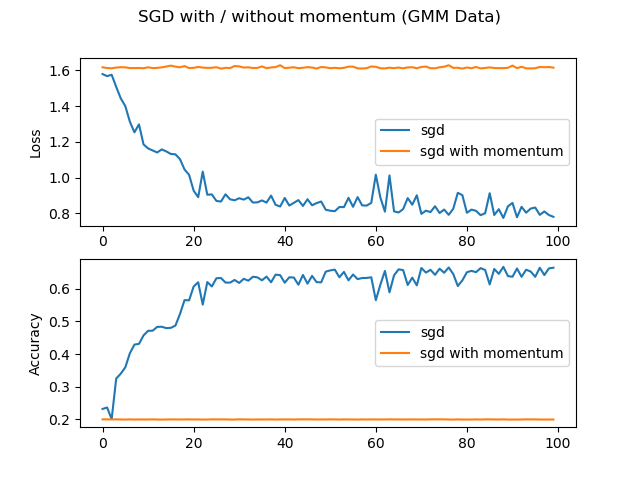 SGD with / without momentum (GMM Data)
1.6
1.4
1.2
1.0
0.8
Loss
sgd
sgd with momentum
0 20 40 60 80 100
0.6
0.5
0.4
0.3
0.2
Accuracy
sgd
sgd with momentum
0 20 40 60 80 100